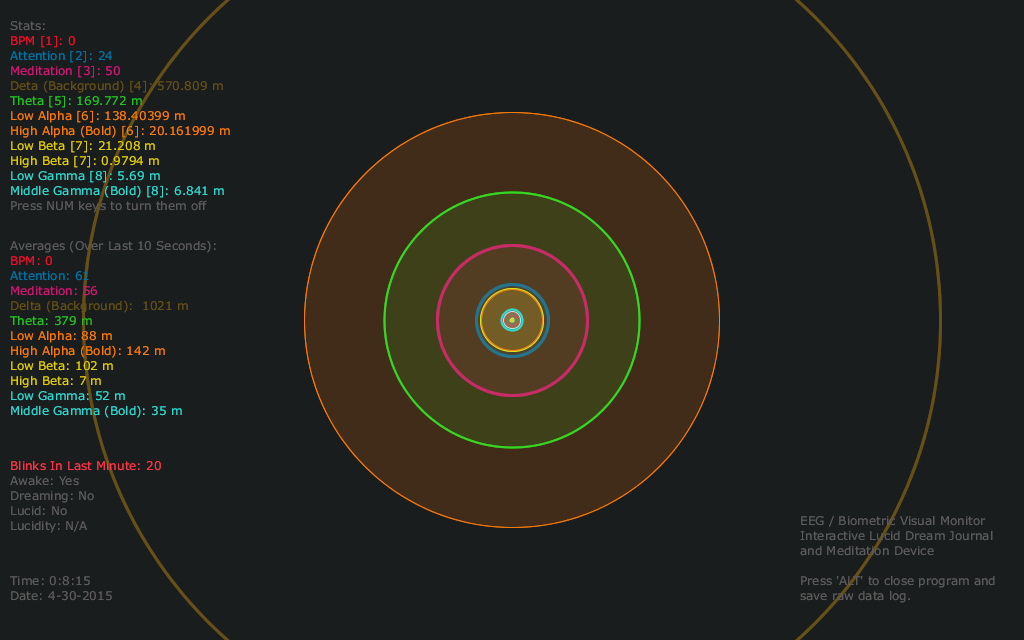 Stats:
BPM [1]: 0
Attention [2]: 24
Meditation [3]: 50
Deta (Background) [4]: 570.809 m
Theta [5]: 169.772 m
Low Alpha [6]: 138.40399 m
High Alpha (Bold) [6]: 20.161999 m
Low Beta [7]: 21.208 m
High Beta [7]: 0.9794 m
Low Gamma [8]: 5.69 m
Middle Gamma (Bold) [8]: 6.841 m
Press NUM keys to turn them off
Averages (Over Last 10 Seconds):
BPM: 0
Attention: 61
Meditation: 56
Delta (Background): 1021 m
Theta: 379 m
Low Alpha: 88 m
High Alpha (Bold): 142 m
Low Beta: 102 m
High Beta: 7 m
Low Gamma: 52 m
Middle Gamma (Bold): 35 m
Blinks In Last Minute: 20
Awake: Yes
Dreaming: No
Lucid: No
Lucidity: N/A
Time: 0:8:15
Date: 4-30-2015
EEG / Biometric Visual Monitor
Interactive Lucid Dream Journal
and Meditation Device
Press 'ALT' to close program and
save raw data log.